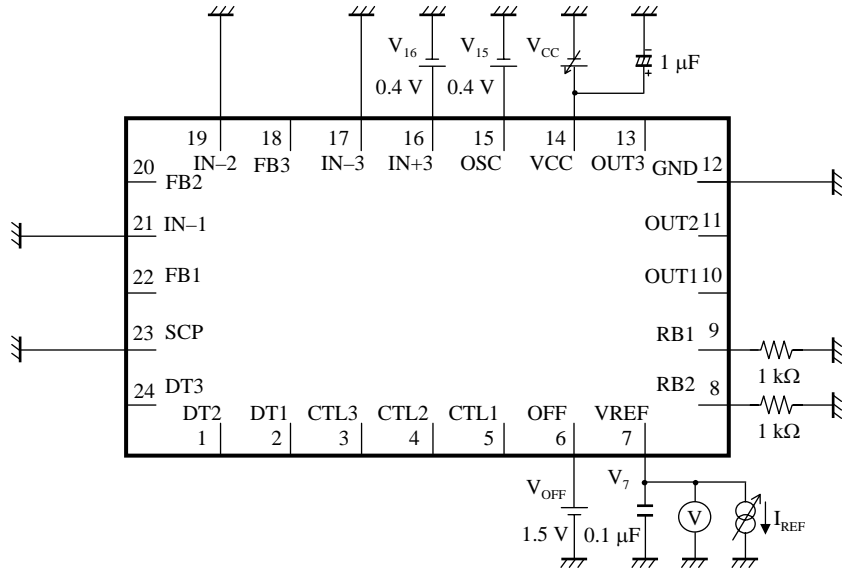 V16 V15 VCC 1 μF
0.4 V 0.4 V
19 18 17 16 15 14 13
IN–2 FB3 IN–3 IN+3 OSC VCC OUT3 GND 12
20 FB2
21 IN–1 OUT2 11
22 FB1 OUT1 10
23 SCP RB1 9
1 kΩ
24 DT3 RB2 8
1 kΩ
DT2 DT1 CTL3 CTL2 CTL1 OFF VREF
1 2 3 4 5 6 7
VOFF V7
V IREF
1.5 V 0.1 μF
− +